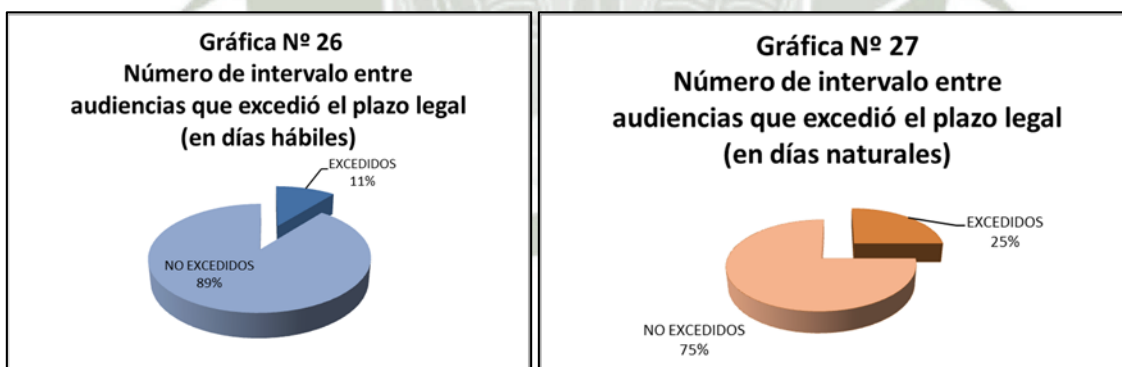 Gráfica Nº 26
Número de intervalo entre
audiencias que excedió el plazo legal
(en días hábiles)
EXCEDIDOS
11%
NO EXCEDIDOS
89%
Gráfica Nº 27
Número de intervalo entre
audiencias que excedió el plazo legal
(en días naturales)
EXCEDIDOS
25%
NO EXCEDIDOS
75%